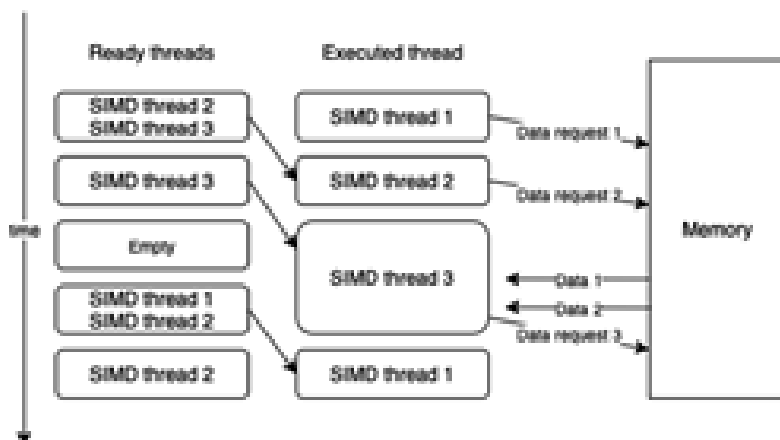 Ready threads
Executed thread
SIMD thread 2
SIMD thread 3
SIMD thread 1
Data request 1
SIMD thread 3
SIMD thread 2
Data request 2
time
Empty
SIMD thread 3
Memory
Data 1
Data 2
SIMD thread 1
SIMD thread 2
Data request 3
SIMD thread 2
SIMD thread 1